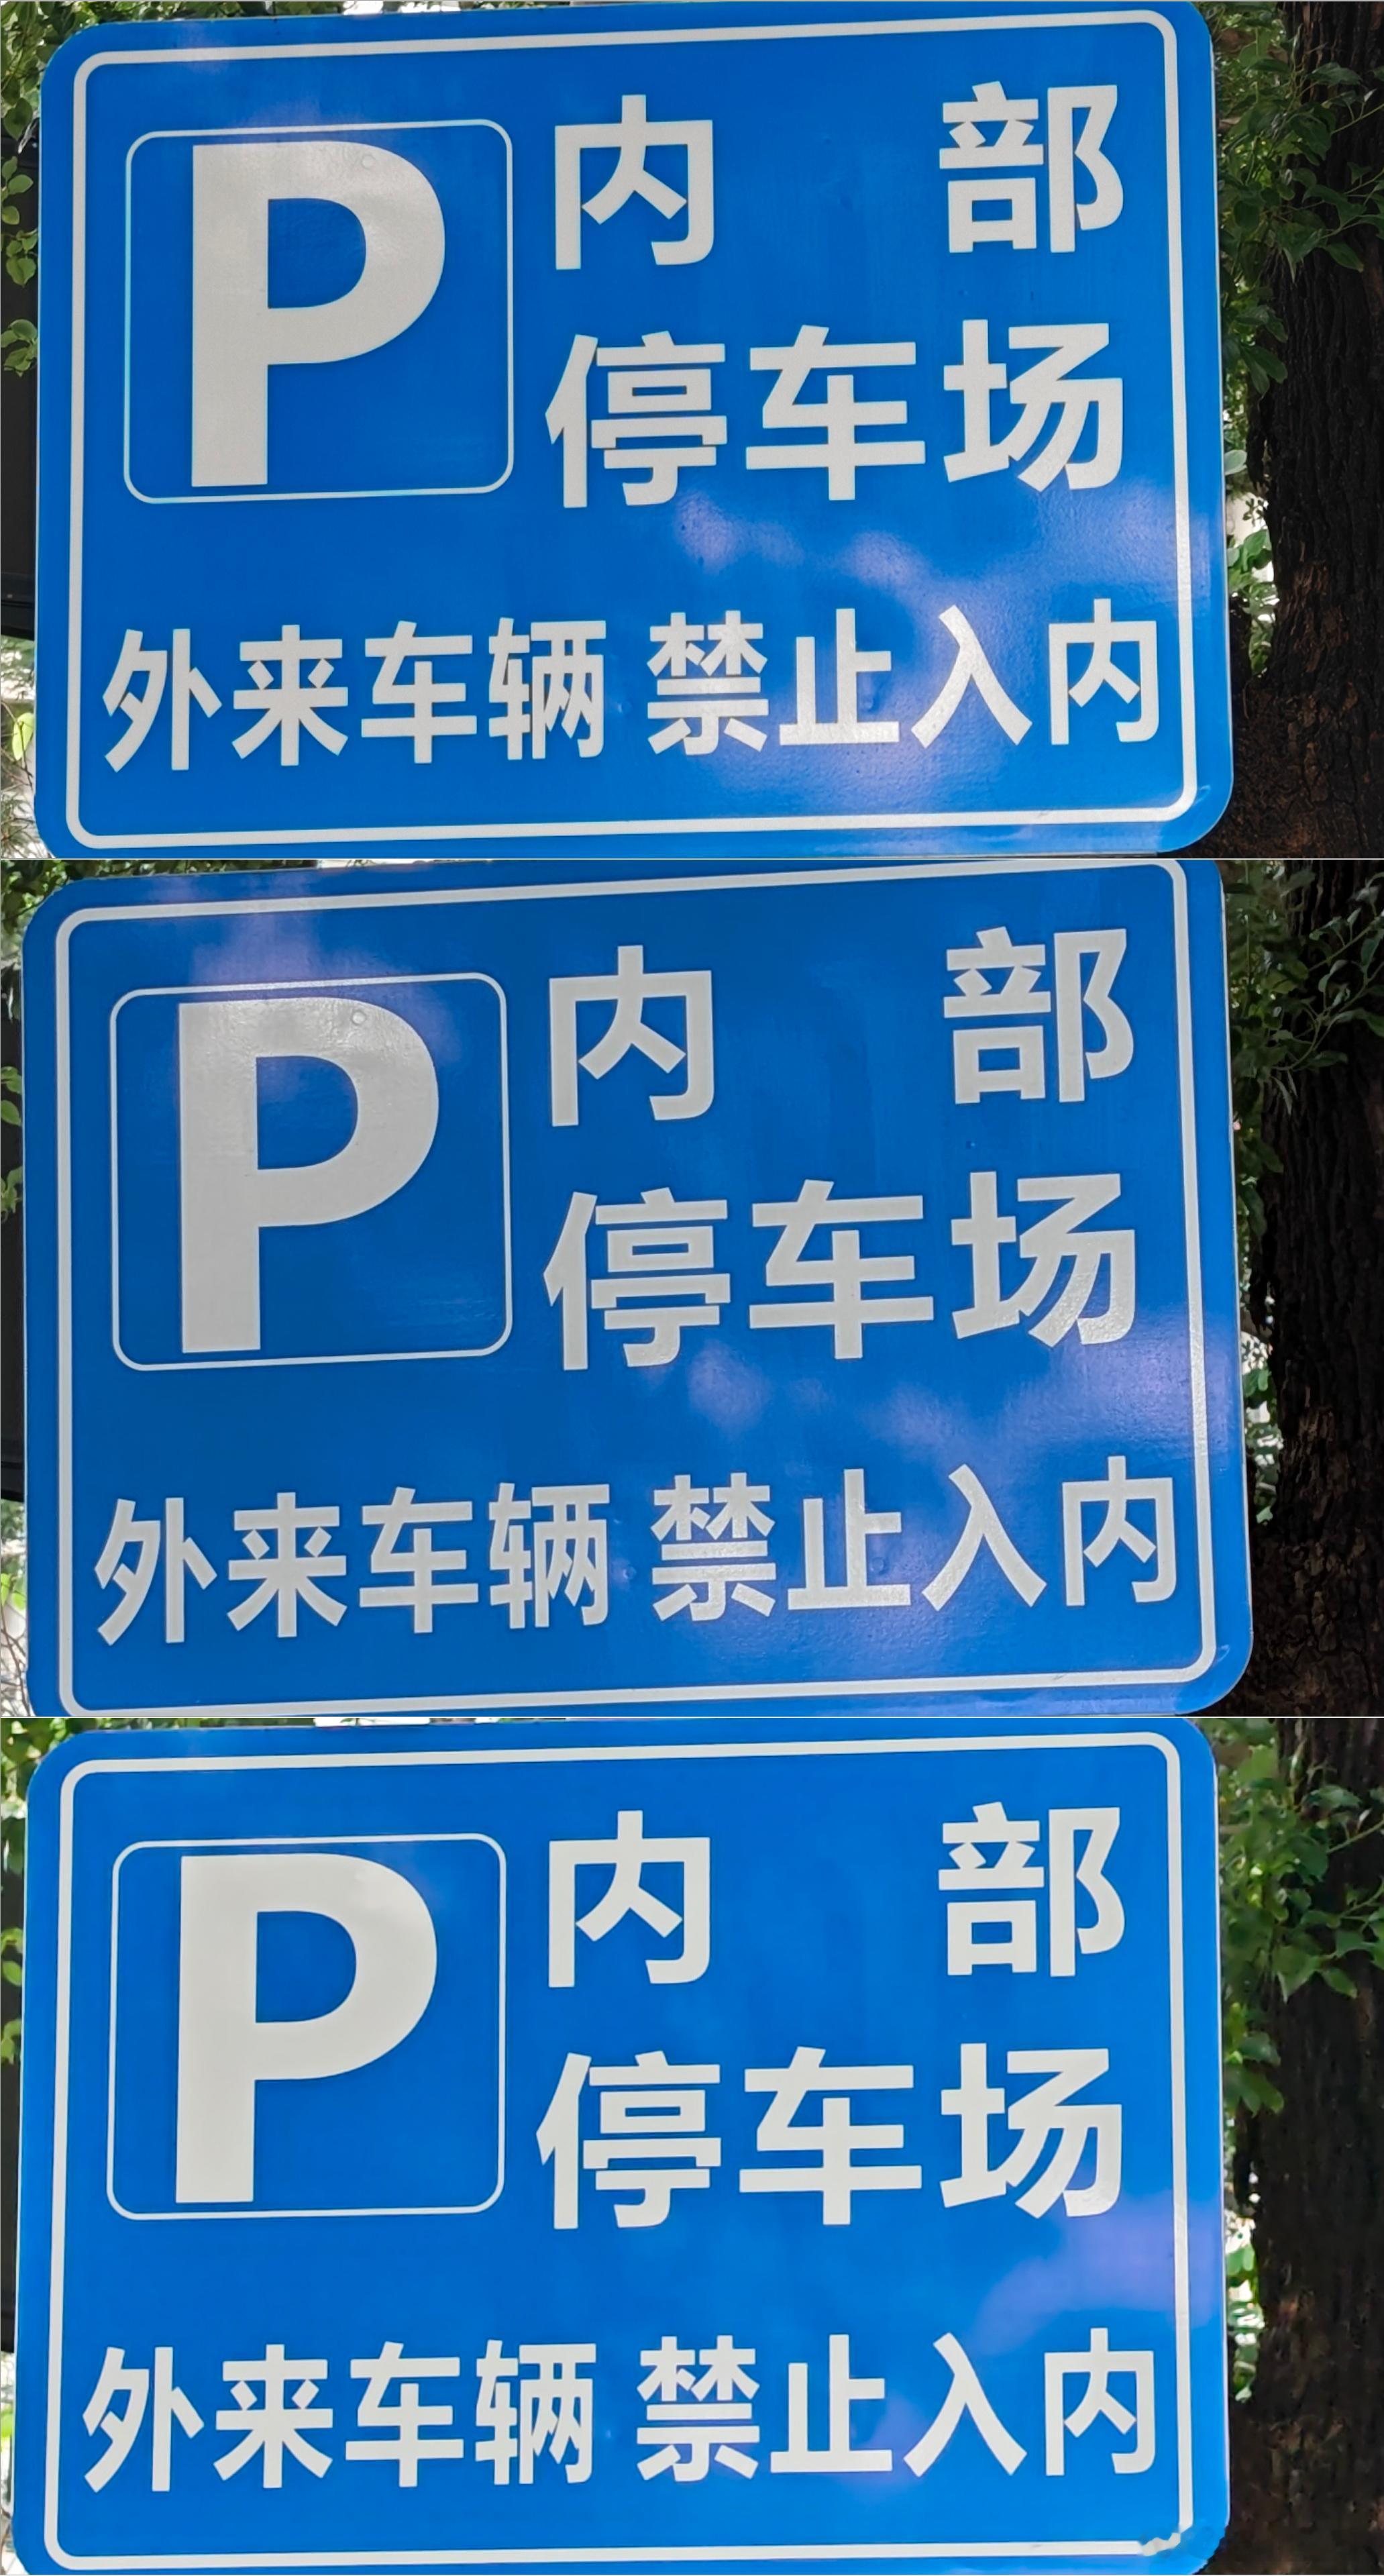 P
内 部
停车场
外来车辆 禁止入内
P
内 部
停车场
外来车辆 禁止入内
P
内 部
停车场
外来车辆 禁止入内